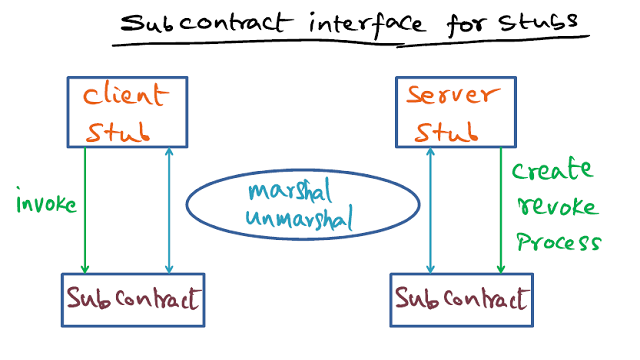 Subcontract interface for stubs
client
stub
server
stub
invoke
marshal
unmarshal
create
revoke
process
Subcontract
Subcontract